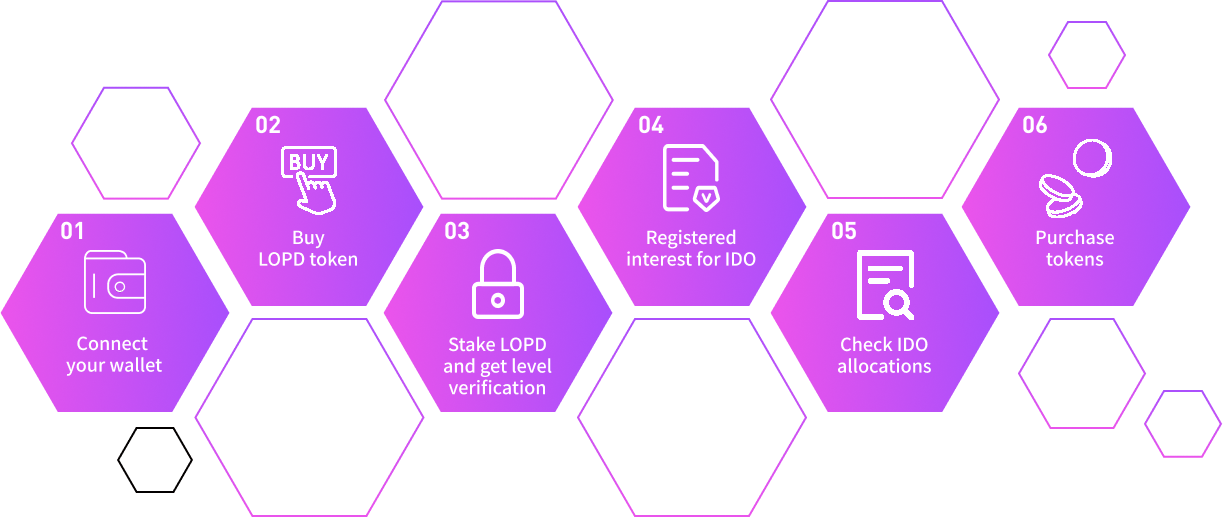 01
Connect
your wallet
02
BUY
Buy
LOPD token
03
Stake LOPD
and get level
verification
04
V
Registered
interest for IDO
05
Check IDO
allocations
06
Purchase
tokens